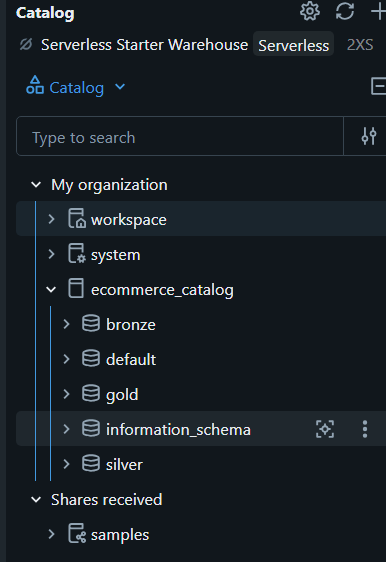 Catalog
Serverless Starter Warehouse Serverless 2XS
Catalog
Type to search
My organization
workspace
system
ecommerce_catalog
bronze
default
gold
information_schema
silver
Shares received
samples